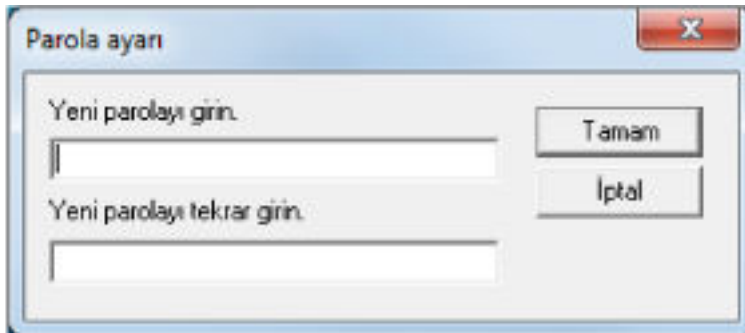 Parola ayarı
Yeni parolayı girin.
Tamam
İptal
Yeni parolayı tekrar girin.